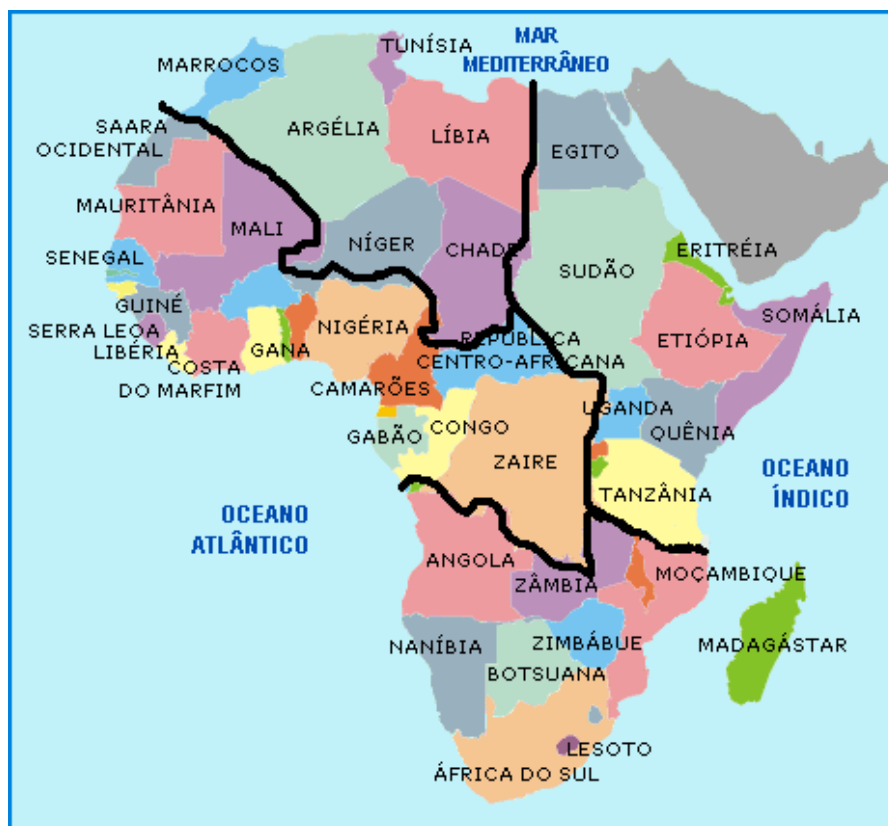 TUNÍSIA
MAR
MEDITERRÂNEO
MARROCOS
SAARA
OCIDENTAL
ARGÉLIA
LÍBIA
EGITO
MAURITÂNIA
MALI
NÍGER
CHADE
SUDÃO
ERITRÉIA
SENEGAL
GUINÉ
SERRA LEOA
LIBÉRIA
COSTA
DO MARFIM
GANA
NIGÉRIA
CAMARÕES
REPÚBLICA
CENTRO-AFRICANA
ETIÓPIA
SOMÁLIA
UGANDA
QUÊNIA
GABÃO
CONGO
ZAIRE
TANZÂNIA
OCEANO
ÍNDICO
OCEANO
ATLÂNTICO
ANGOLA
ZÂMBIA
MOÇAMBIQUE
NANÍBIA
ZIMBÁBUE
BOTSUANA
MADAGÁSTAR
LESOTO
ÁFRICA DO SUL